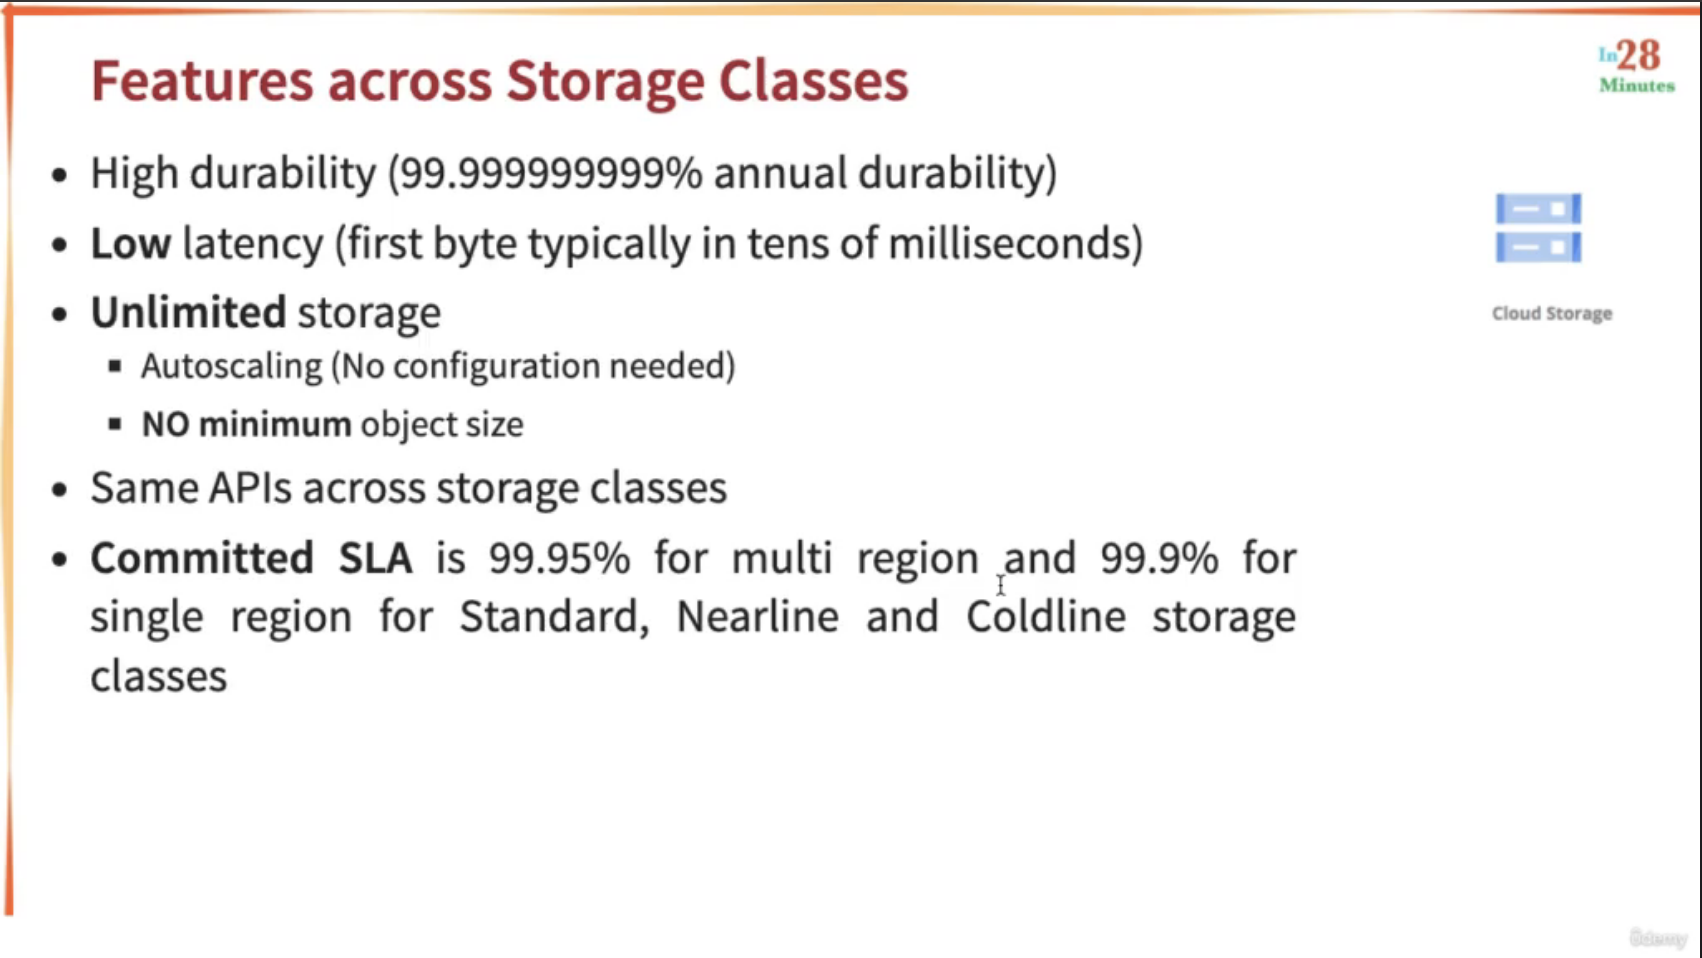 Features across Storage Classes
In28
Minutes
• High durability (99.999999999% annual durability)
• Low latency (first byte typically in tens of milliseconds)
• Unlimited storage
▪ Autoscaling (No configuration needed)
▪ NO minimum object size
Cloud Storage
• Same APIs across storage classes
• Committed SLA is 99.95% for multi region and 99.9% for
single region for Standard, Nearline and Coldline storage
classes
ûdemy